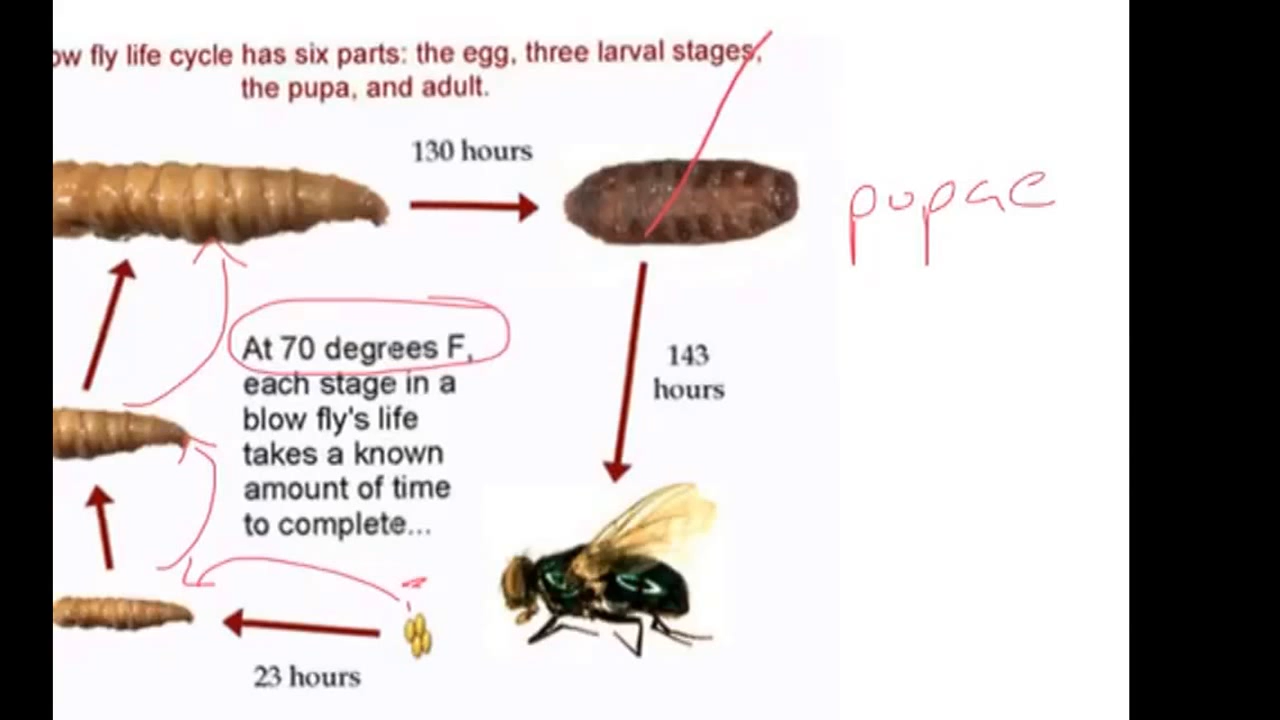 ow fly life cycle has six parts: the egg, three larval stages,
the pupa, and adult.
130 hours
pupae
At 70 degrees F,
each stage in a
blow fly's life
takes a known
amount of time
to complete...
143
hours
23 hours